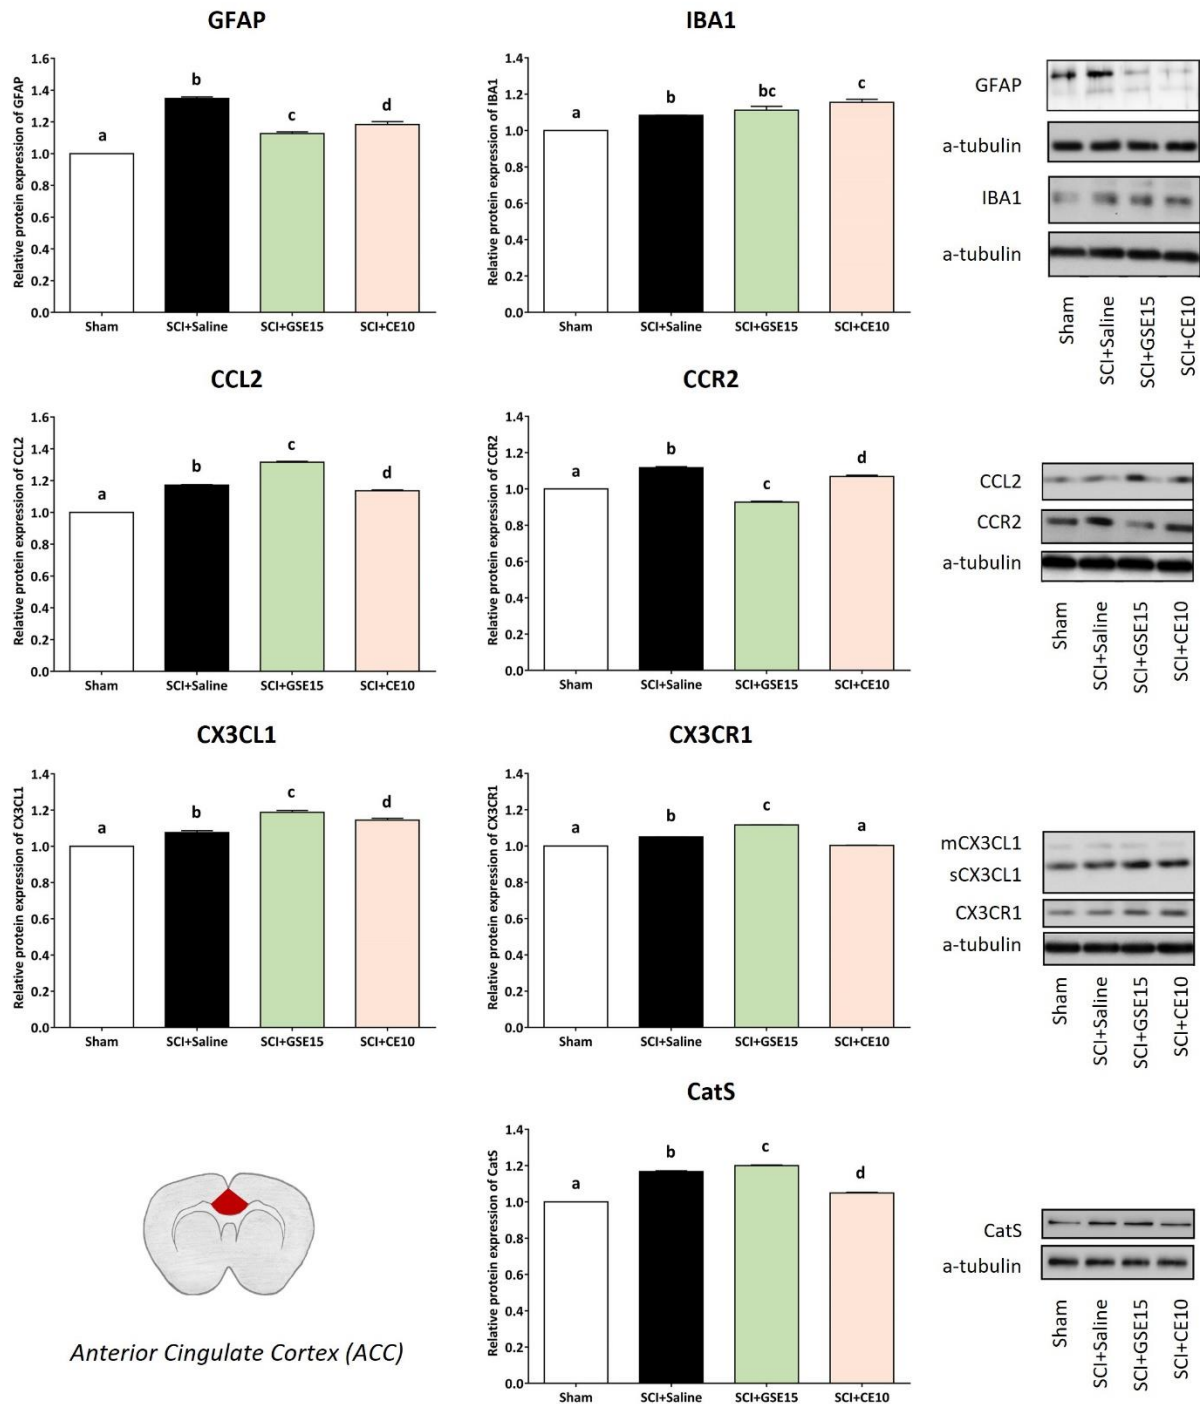 GFAP
Relative protein expression of GFAP
1.6
1.4
1.2
1.0
0.8
0.6
0.4
0.2
0.0
a
b
c
d
Sham
SCI+Saline
SCI+GSE15
SCI+CE10
IBA1
Relative protein expression of IBA1
1.4
1.2
1.0
0.8
0.6
0.4
0.2
0.0
a
b
bc
c
Sham
SCI+Saline
SCI+GSE15
SCI+CE10
GFAP
a-tubulin
IBA1
a-tubulin
Sham
SCI+Saline
SCI+GSE15
SCI+CE10
CCL2
Relative protein expression of CCL2
1.6
1.4
1.2
1.0
0.8
0.6
0.4
0.2
0.0
a
b
c
d
Sham
SCI+Saline
SCI+GSE15
SCI+CE10
CCR2
Relative protein expression of CCR2
1.4
1.2
1.0
0.8
0.6
0.4
0.2
0.0
a
b
c
d
Sham
SCI+Saline
SCI+GSE15
SCI+CE10
CCL2
CCR2
a-tubulin
Sham
SCI+Saline
SCI+GSE15
SCI+CE10
CX3CL1
Relative protein expression of CX3CL1
1.4
1.2
1.0
0.8
0.6
0.4
0.2
0.0
a
b
c
d
Sham
SCI+Saline
SCI+GSE15
SCI+CE10
CX3CR1
Relative protein expression of CX3CR1
1.4
1.2
1.0
0.8
0.6
0.4
0.2
0.0
a
b
c
a
Sham
SCI+Saline
SCI+GSE15
SCI+CE10
mCX3CL1
sCX3CL1
CX3CR1
a-tubulin
Sham
SCI+Saline
SCI+GSE15
SCI+CE10
Anterior Cingulate Cortex (ACC)
CatS
Relative protein expression of CatS
1.4
1.2
1.0
0.8
0.6
0.4
0.2
0.0
a
b
c
d
Sham
SCI+Saline
SCI+GSE15
SCI+CE10
CatS
a-tubulin
Sham
SCI+Saline
SCI+GSE15
SCI+CE10